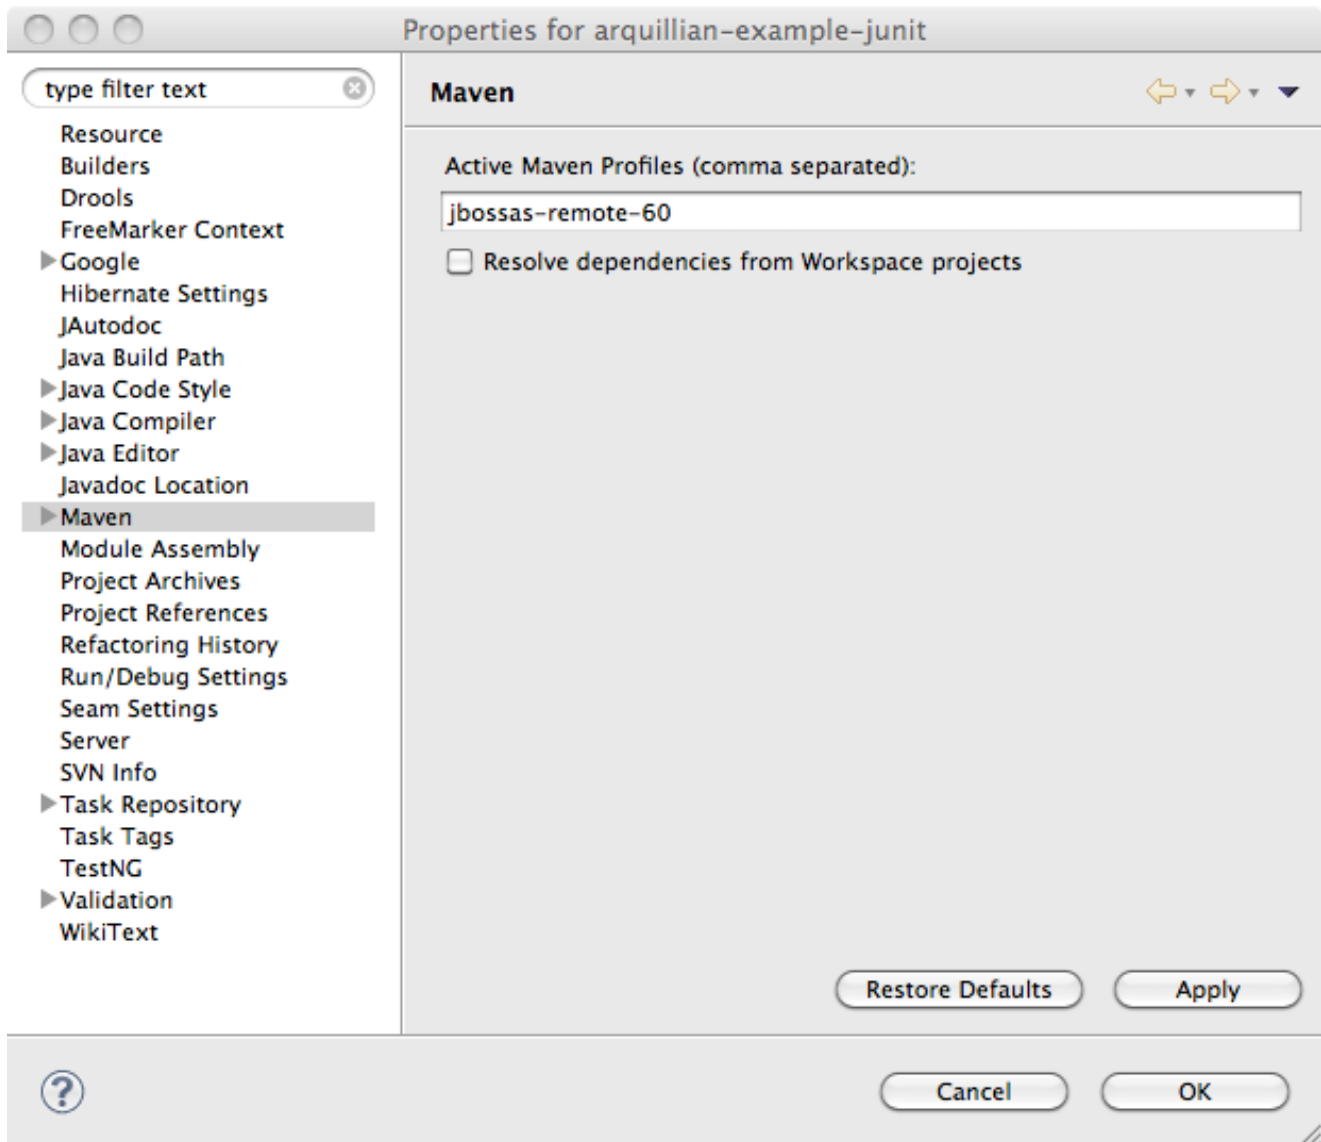 Properties for arquillian-example-junit
type filter text
Resource
Builders
Drools
FreeMarker Context
Google
Hibernate Settings
JAutodoc
Java Build Path
Java Code Style
Java Compiler
Java Editor
Javadoc Location
Maven
Module Assembly
Project Archives
Project References
Refactoring History
Run/Debug Settings
Seam Settings
Server
SVN Info
Task Repository
Task Tags
TestNG
Validation
WikiText
Maven
Active Maven Profiles (comma separated):
jbossas-remote-60
Resolve dependencies from Workspace projects
Restore Defaults
Apply
?
Cancel
OK